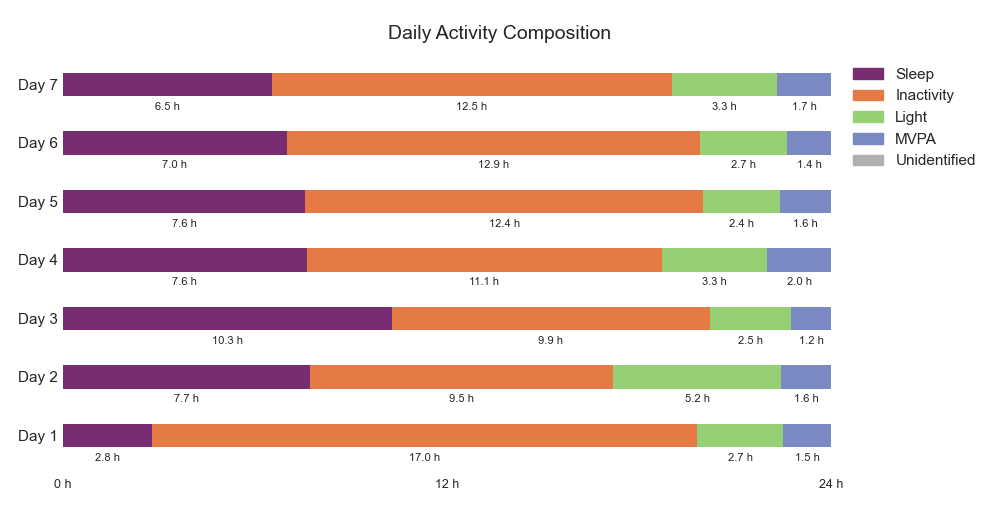 Daily Activity Composition
Day 7
6.5 h 12.5 h 3.3 h 1.7 h
Day 6
7.0 h 12.9 h 2.7 h 1.4 h
Day 5
7.6 h 12.4 h 2.4 h 1.6 h
Day 4
7.6 h 11.1 h 3.3 h 2.0 h
Day 3
10.3 h 9.9 h 2.5 h 1.2 h
Day 2
7.7 h 9.5 h 5.2 h 1.6 h
Day 1
2.8 h 17.0 h 2.7 h 1.5 h
0 h 12 h 24 h
Sleep
Inactivity
Light
MVPA
Unidentified